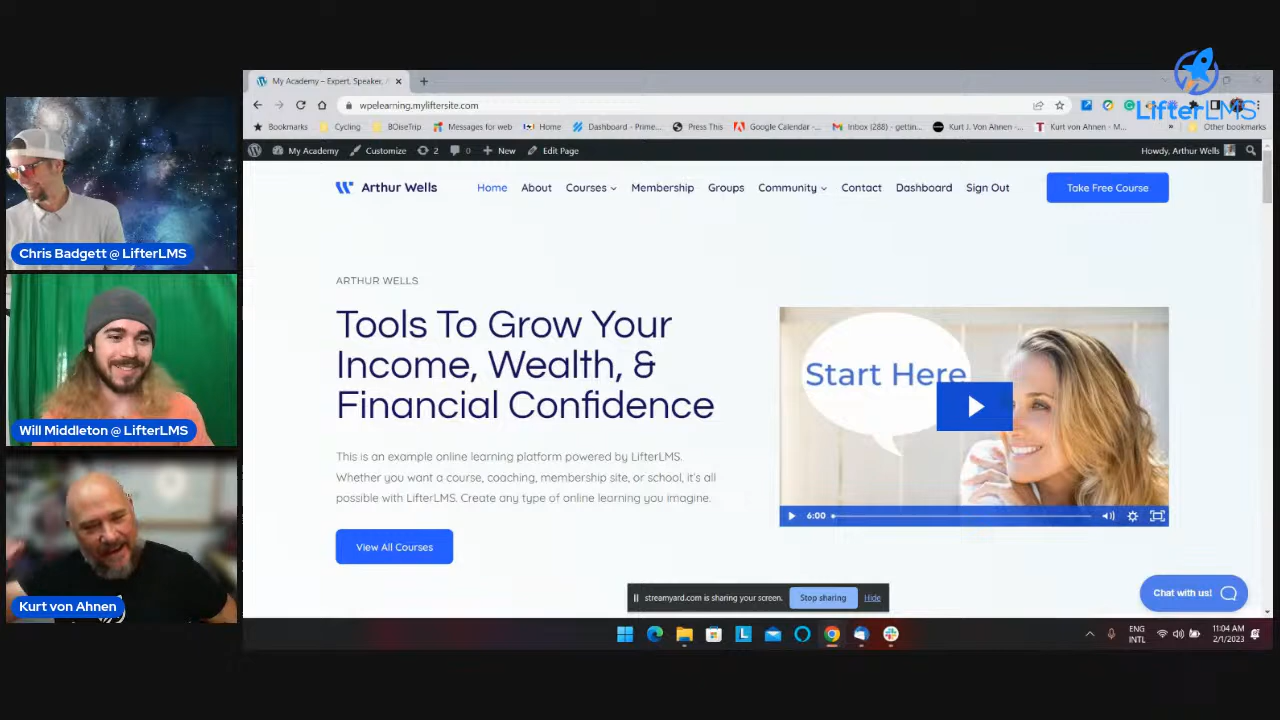 My Academy – Expert, Speaker,
wpelearning.myliftersite.com
LifterLMS
Bookmarks Cycling BOiseTrip Messages for web Home Dashboard - Prime... Press This Google Calendar -... Inbox (288) - gettin... Kurt J. Von Ahnen -... Kurt von Ahnen - M... » Other bookmarks
My Academy Customize 2 0 New Edit Page Howdy, Arthur Wells
Arthur Wells Home About Courses Membership Groups Community Contact Dashboard Sign Out Take Free Course
Chris Badgett @ LifterLMS
ARTHUR WELLS
Tools To Grow Your
Income, Wealth, &
Financial Confidence
Start Here
This is an example online learning platform powered by LifterLMS.
Whether you want a course, coaching, membership site, or school, it's all
possible with LifterLMS. Create any type of online learning you imagine.
6:00
View All Courses
Will Middleton @ LifterLMS
streamyard.com is sharing your screen. Stop sharing Hide
Chat with us!
Kurt von Ahnen
ENG
INTL
11:04 AM
2/1/2023